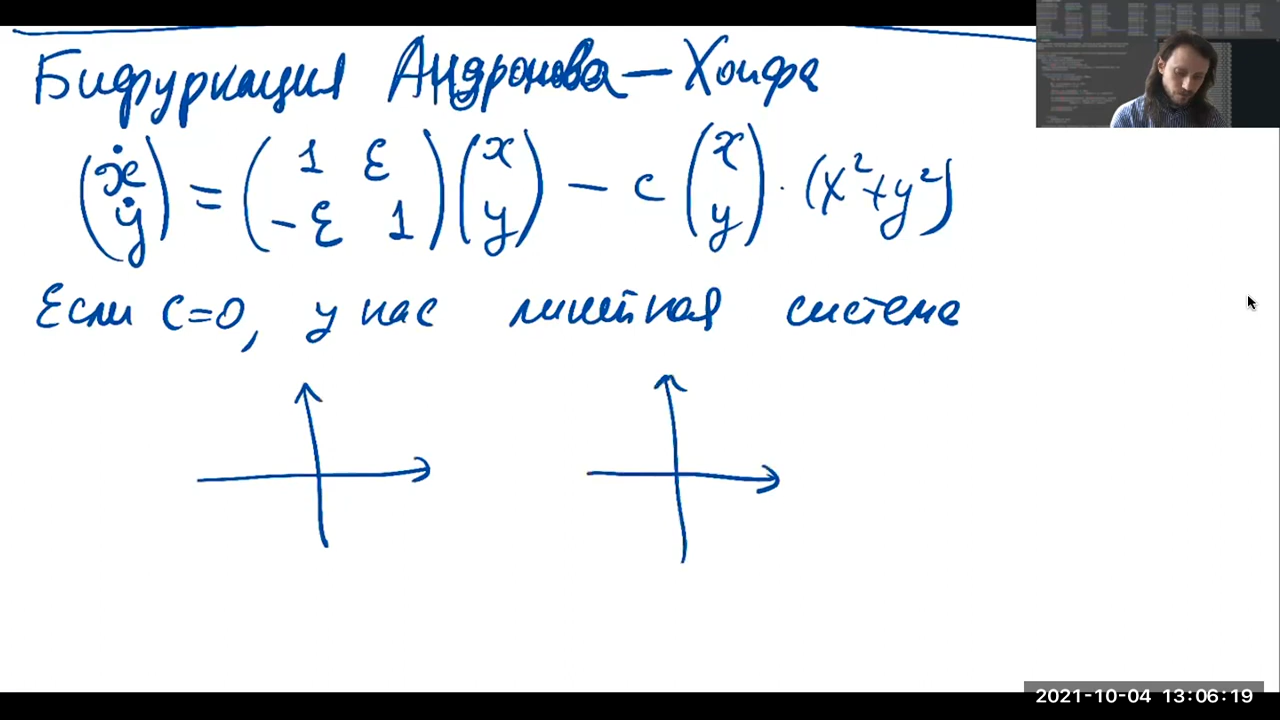 Бифуркация Андронова – Хопфа
(ẋ ẏ) = (1 ε -ε 1) (x y) – c (x y) · (x²+y²)
Если c=0, у нас линейная система
2021-10-04 13:06:19